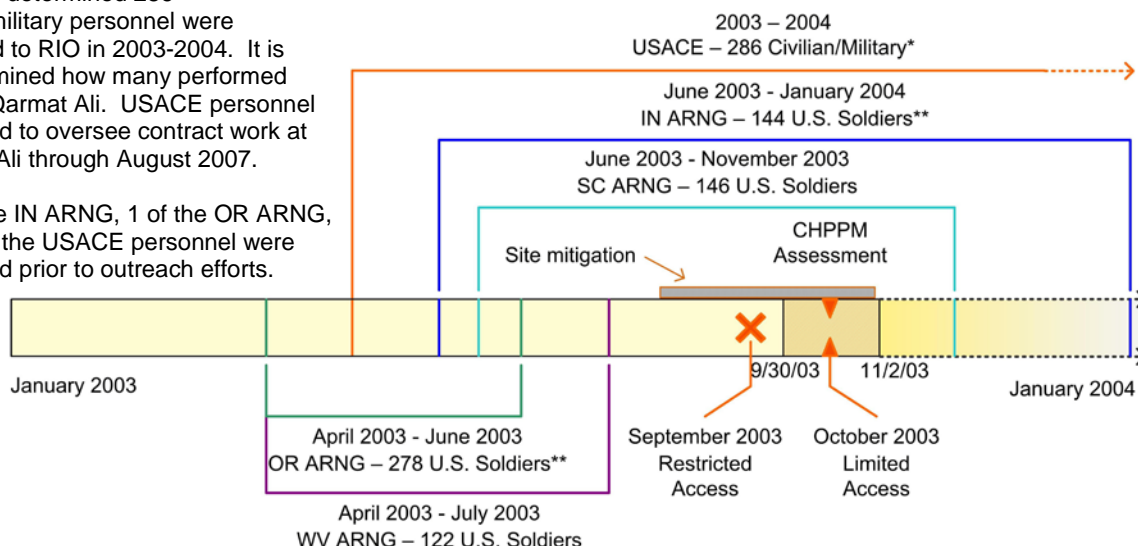 military personnel were
to RIO in 2003-2004. It is
how many performed
Qarmat Ali. USACE personnel
to oversee contract work at
Ali through August 2007.
IN ARNG, 1 of the OR ARNG,
the USACE personnel were
prior to outreach efforts.
2003 – 2004
USACE – 286 Civilian/Military*
June 2003 - January 2004
IN ARNG – 144 U.S. Soldiers**
June 2003 - November 2003
SC ARNG – 146 U.S. Soldiers
CHPPM
Assessment
Site mitigation
9/30/03
11/2/03
January 2003
January 2004
April 2003 - June 2003
OR ARNG – 278 U.S. Soldiers**
September 2003
Restricted
Access
October 2003
Limited
Access
April 2003 - July 2003
WV ARNG – 122 U.S. Soldiers